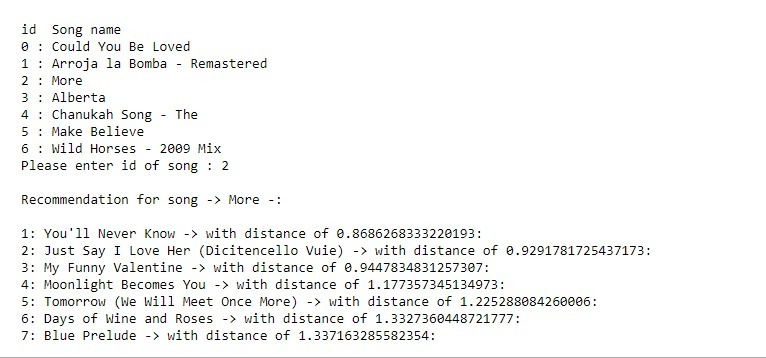 id  Song name
0 : Could You Be Loved
1 : Arroja la Bomba - Remastered
2 : More
3 : Alberta
4 : Chanukah Song - The
5 : Make Believe
6 : Wild Horses - 2009 Mix
Please enter id of song : 2
Recommendation for song -> More -:
1: You'll Never Know -> with distance of 0.8686268333220193:
2: Just Say I Love Her (Dicitencello Vuie) -> with distance of 0.9291781725437173:
3: My Funny Valentine -> with distance of 0.9447834831257307:
4: Moonlight Becomes You -> with distance of 1.177357345134973:
5: Tomorrow (We Will Meet Once More) -> with distance of 1.225288084260006:
6: Days of Wine and Roses -> with distance of 1.3327360448721777:
7: Blue Prelude -> with distance of 1.337163285582354: